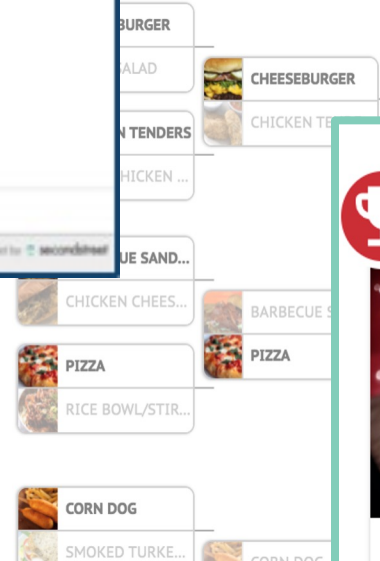 BURGER
SALAD
CHEESEBURGER
CHICKEN TE
N TENDERS
HICKEN ...
secondstreet
UE SAND...
CHICKEN CHEES...
BARBECUE S
PIZZA
PIZZA
RICE BOWL/STIR...
CORN DOG
SMOKED TURKE...
CORN DOG